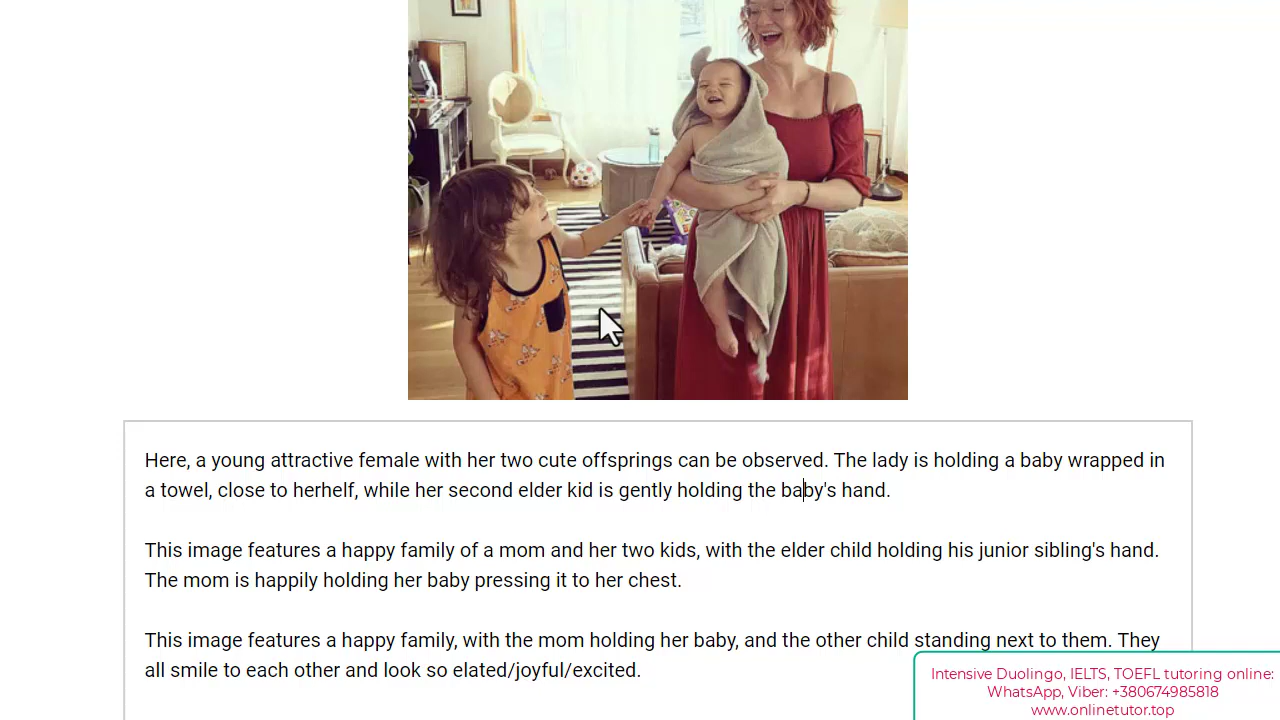 Here, a young attractive female with her two cute offsprings can be observed. The lady is holding a baby wrapped in
a towel, close to herhelf, while her second elder kid is gently holding the baby's hand.
This image features a happy family of a mom and her two kids, with the elder child holding his junior sibling's hand.
The mom is happily holding her baby pressing it to her chest.
This image features a happy family, with the mom holding her baby, and the other child standing next to them. They
all smile to each other and look so elated/joyful/excited.
Intensive Duolingo, IELTS, TOEFL tutoring online:
WhatsApp, Viber: +380674985818
www.onlinetutor.top